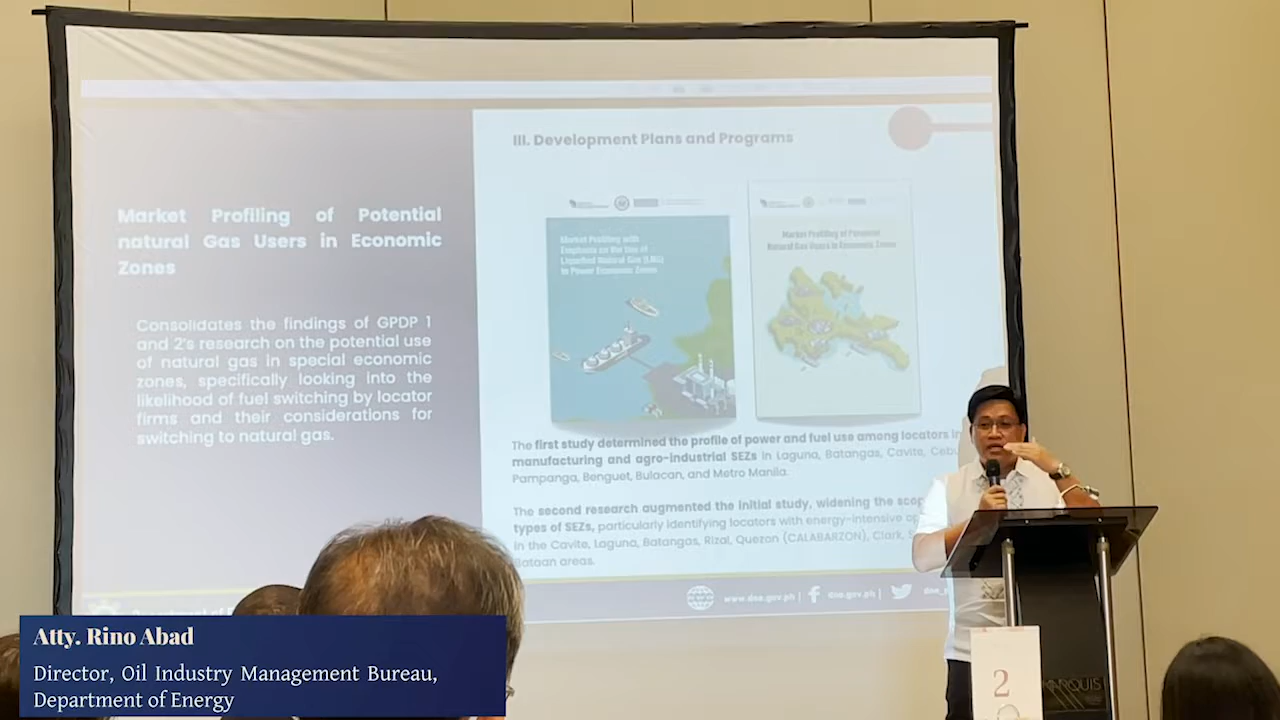 III. Development Plans and Programs
Market Profiling of Potential
natural Gas Users in Economic
Zones
Consolidates the findings of GPDP 1
and 2's research on the potential use
of natural gas in special economic
zones, specifically looking into the
likelihood of fuel switching by locator
firms and their considerations for
switching to natural gas.
Market Profiling with
Emphasis on the Use of
Liquefied Natural Gas (LNG)
to Power Economic Zones
Market Profiling of Potential
Natural Gas Users in Economic Zones
The first study determined the profile of power and fuel use among locators in
manufacturing and agro-industrial SEZs in Laguna, Batangas, Cavite, Cebu
Pampanga, Benguet, Bulacan, and Metro Manila.
The second research augmented the initial study, widening the scop
types of SEZs, particularly identifying locators with energy-intensive op
in the Cavite, Laguna, Batangas, Rizal, Quezon (CALABARZON), Clark, S
Bataan areas.
www.doe.gov.ph | doe.gov.ph |
Department of E
Atty. Rino Abad
Director, Oil Industry Management Bureau,
Department of Energy
2
MARQUIS